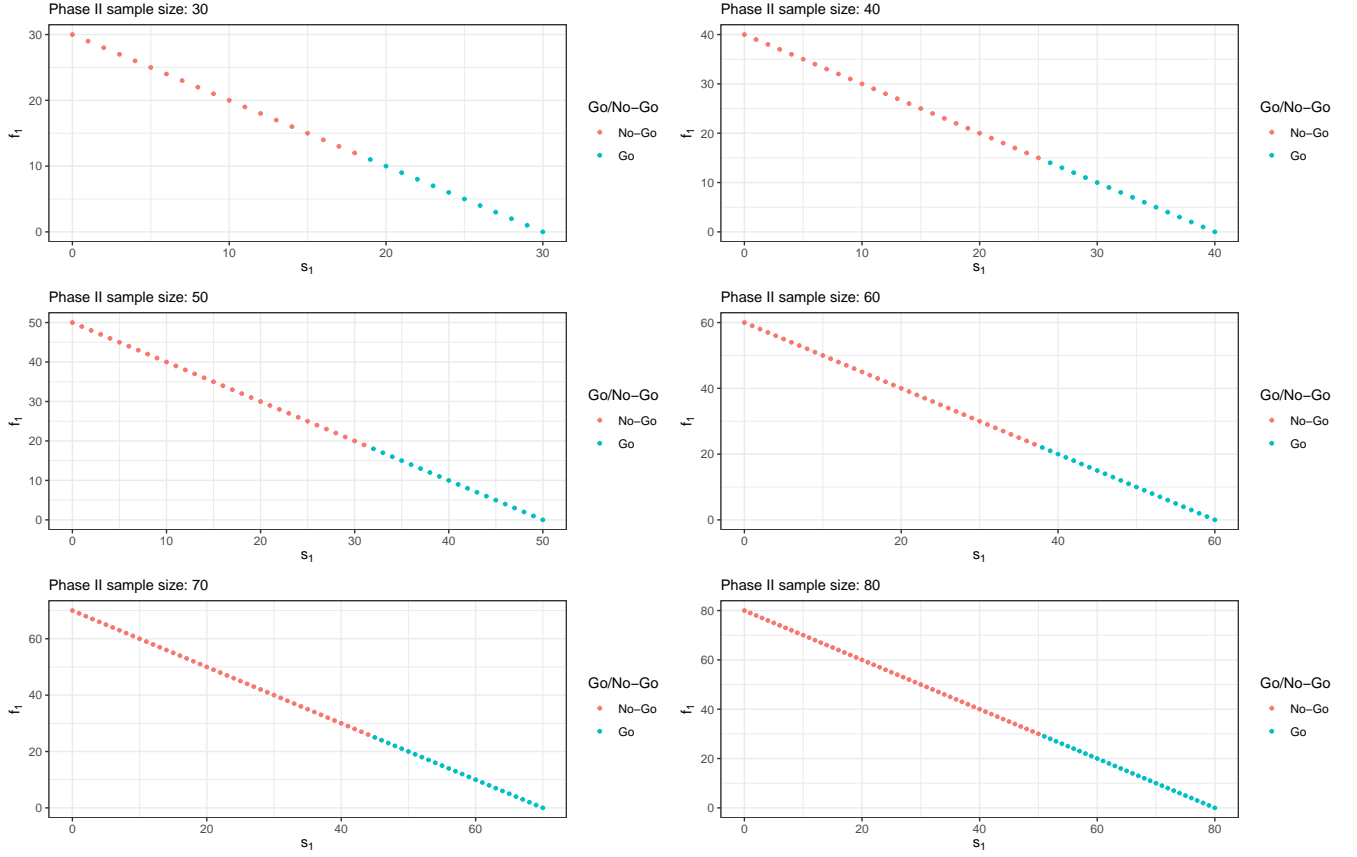 Phase II sample size: 30
30
20
10
0
f₁
0
10
20
30
s₁
Go/No−Go
No−Go
Go
Phase II sample size: 40
40
30
20
10
0
f₁
0
10
20
30
40
s₁
Go/No−Go
No−Go
Go
Phase II sample size: 50
50
40
30
20
10
0
f₁
0
10
20
30
40
50
s₁
Go/No−Go
No−Go
Go
Phase II sample size: 60
60
40
20
0
f₁
0
20
40
60
s₁
Go/No−Go
No−Go
Go
Phase II sample size: 70
60
40
20
0
f₁
0
20
40
60
s₁
Go/No−Go
No−Go
Go
Phase II sample size: 80
80
60
40
20
0
f₁
0
20
40
60
80
s₁
Go/No−Go
No−Go
Go